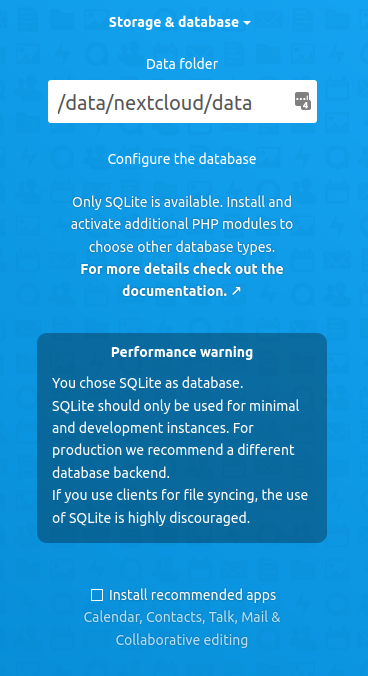 Storage & database
Data folder
/data/nextcloud/data
4
Configure the database
Only SQLite is available. Install and
activate additional PHP modules to
choose other database types.
For more details check out the
documentation. ↗
Performance warning
You chose SQLite as database.
SQLite should only be used for minimal
and development instances. For
production we recommend a different
database backend.
If you use clients for file syncing, the use
of SQLite is highly discouraged.
Install recommended apps
Calendar, Contacts, Talk, Mail &
Collaborative editing